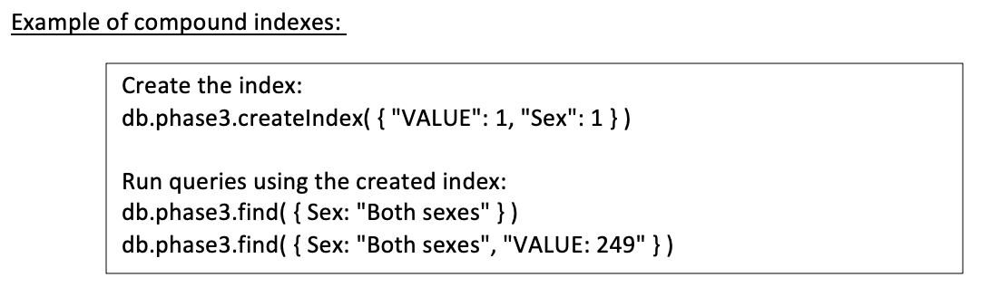 Example of compound indexes:
Create the index:
db.phase3.createIndex( { "VALUE": 1, "Sex": 1 } )
Run queries using the created index:
db.phase3.find( { Sex: "Both sexes" } )
db.phase3.find( { Sex: "Both sexes", "VALUE: 249" } )